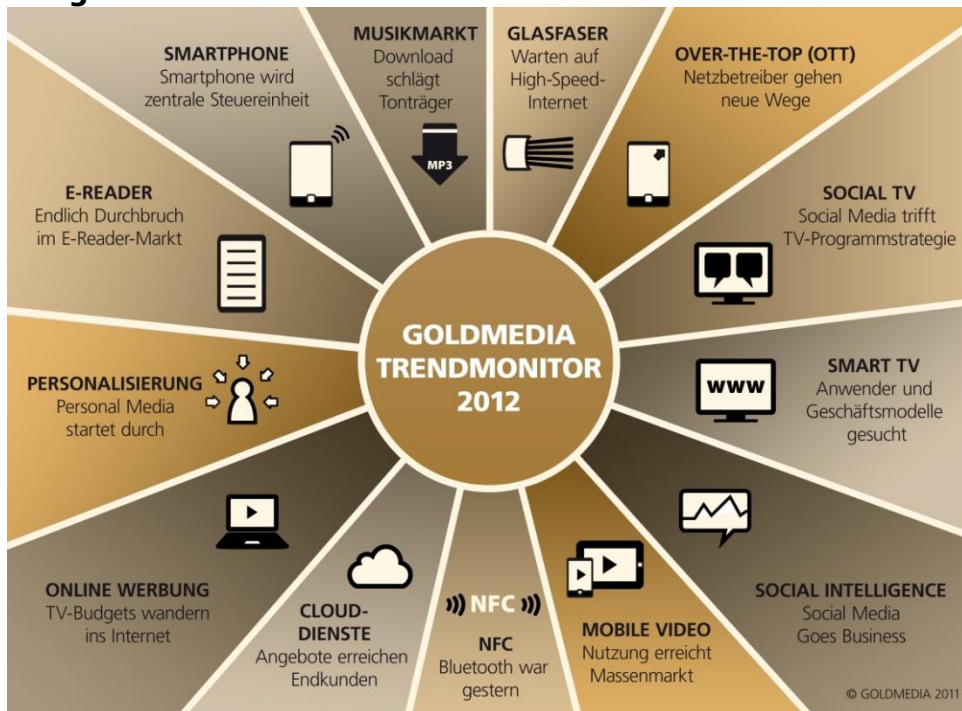 SMARTPHONE
Smartphone wird
zentrale Steuereinheit
MUSIKMARKT
Download
schlägt
Tonträger
MP3
GLASFASER
Warten auf
High-Speed-
Internet
OVER-THE-TOP (OTT)
Netzbetreiber gehen
neue Wege
E-READER
Endlich Durchbruch
im E-Reader-Markt
SOCIAL TV
Social Media trifft
TV-Programmstrategie
GOLDMEDIA
TRENDMONITOR
2012
PERSONALISIERUNG
Personal Media
startet durch
WWW
SMART TV
Anwender und
Geschäftsmodelle
gesucht
ONLINE WERBUNG
TV-Budgets wandern
ins Internet
CLOUD-
DIENSTE
Angebote erreichen
Endkunden
NFC
NFC
Bluetooth war
gestern
MOBILE VIDEO
Nutzung erreicht
Massenmarkt
SOCIAL INTELLIGENCE
Social Media
Goes Business
© GOLDMEDIA 2011